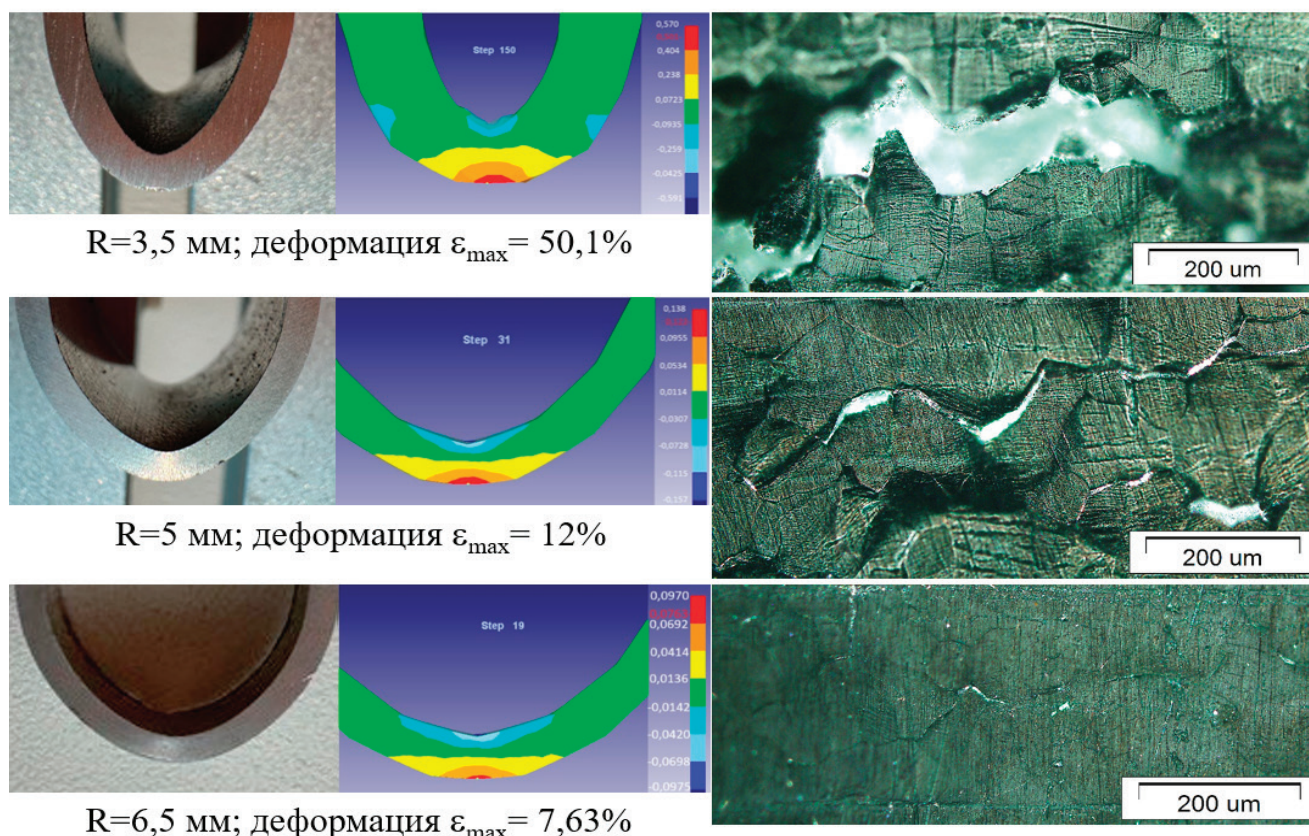 Step 150
0,570
0,404
0,238
0,0723
-0,0935
-0,259
-0,0425
-0,591
200 um
R=3,5 мм; деформация εmax= 50,1%
Step 31
0,138
0,0955
0,0534
0,0114
-0,0307
-0,0728
-0,115
-0,157
200 um
R=5 мм; деформация εmax= 12%
Step 19
0,0970
0,0692
0,0414
0,0136
-0,0142
-0,0420
-0,0698
-0,0975
200 um
R=6,5 мм; деформация εmax= 7,63%